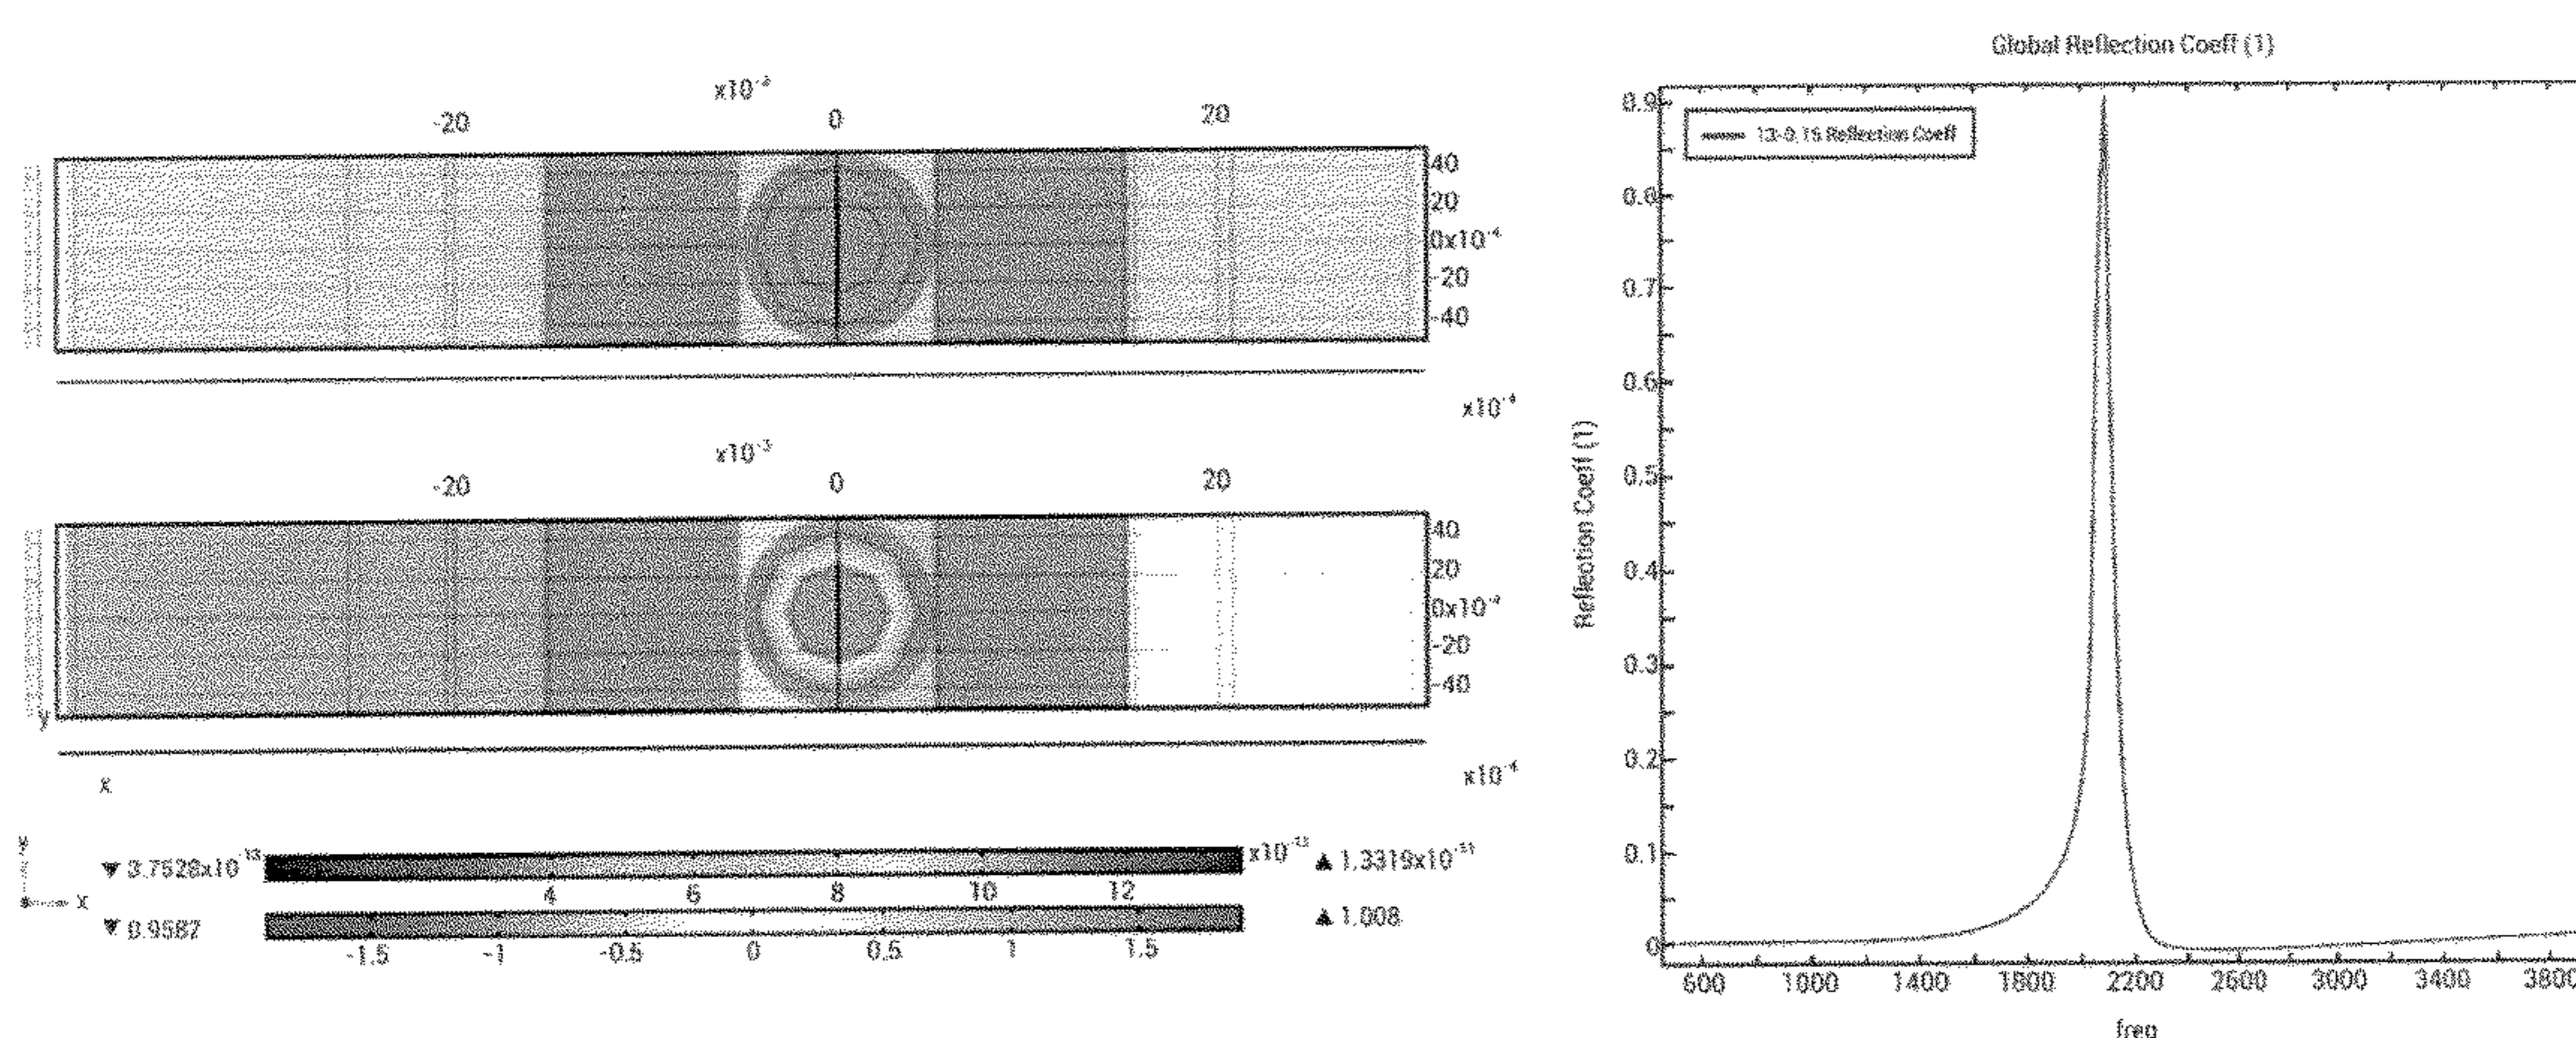 x10⁻⁴
-20 0 20
40
20
0x10⁻⁴
-20
-40
x10⁻⁴
x10⁻³
-20 0 20
40
20
0x10⁻⁴
-20
-40
y
x
x10⁻⁴
y
x
▼ 3.7528x10⁻¹³
4 6 8 10 12
▲ 1.3319x10⁻¹¹
▼ 0.9587
-1.5 -1 -0.5 0 0.5 1 1.5
▲ 1.008
Global Reflection Coeff (1)
Reflection Coeff
Reflection Coeff (1)
0.9
0.8
0.7
0.6
0.5
0.4
0.3
0.2
0.1
0
600 1000 1400 1800 2200 2600 3000 3400 3800
freq